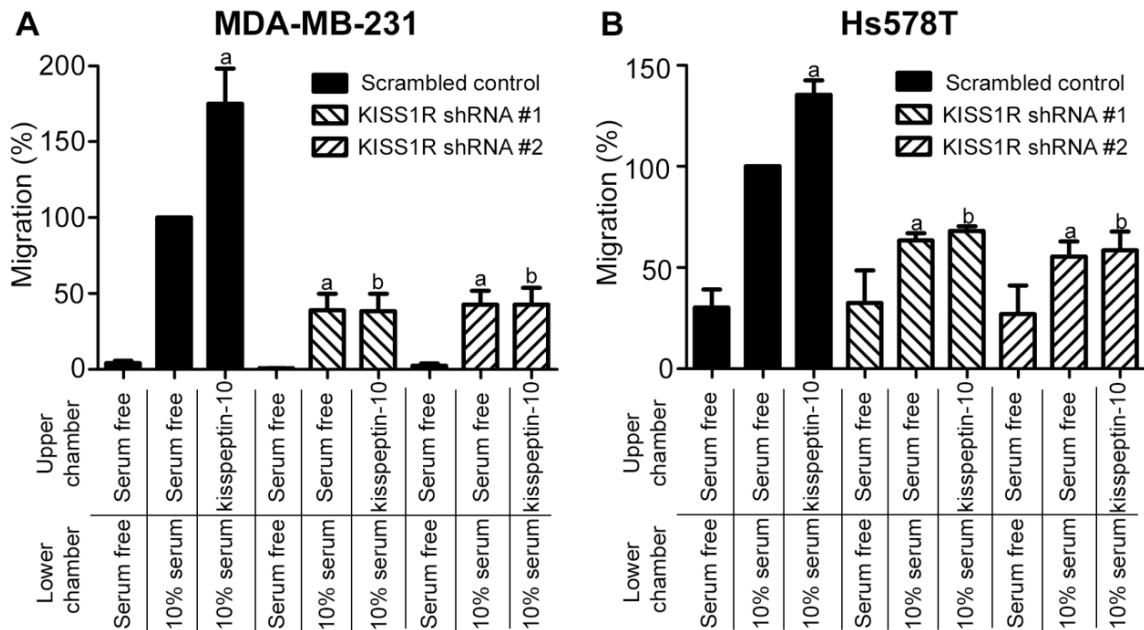 A
MDA-MB-231
Migration (%)
200
150
100
50
0
a
a
b
a
b
Scrambled control
KISS1R shRNA #1
KISS1R shRNA #2
Upper
chamber
Serum free
Serum free
kisspeptin-10
Serum free
Serum free
kisspeptin-10
Serum free
Serum free
kisspeptin-10
Lower
chamber
Serum free
10% serum
10% serum
Serum free
10% serum
10% serum
Serum free
10% serum
10% serum
B
Hs578T
Migration (%)
150
100
50
0
a
a
b
a
b
Scrambled control
KISS1R shRNA #1
KISS1R shRNA #2
Upper
chamber
Serum free
Serum free
kisspeptin-10
Serum free
Serum free
kisspeptin-10
Serum free
Serum free
kisspeptin-10
Lower
chamber
Serum free
10% serum
10% serum
Serum free
10% serum
10% serum
Serum free
10% serum
10% serum